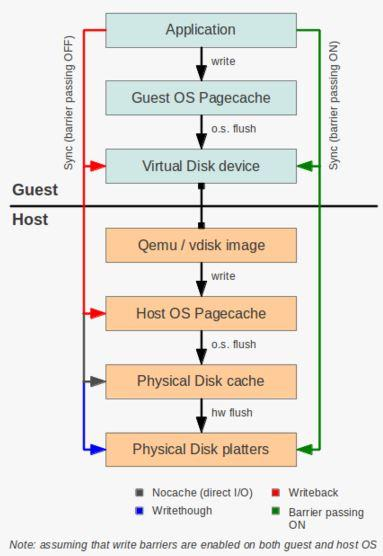 Application
write
Guest OS Pagecache
o.s. flush
Virtual Disk device
Sync (barrier passing OFF)
Sync (barrier passing ON)
Guest
Host
Qemu / vdisk image
write
Host OS Pagecache
o.s. flush
Physical Disk cache
hw flush
Physical Disk platters
Nocache (direct I/O)
Writeback
Writethough
Barrier passing
ON
Note: assuming that write barriers are enabled on both guest and host OS